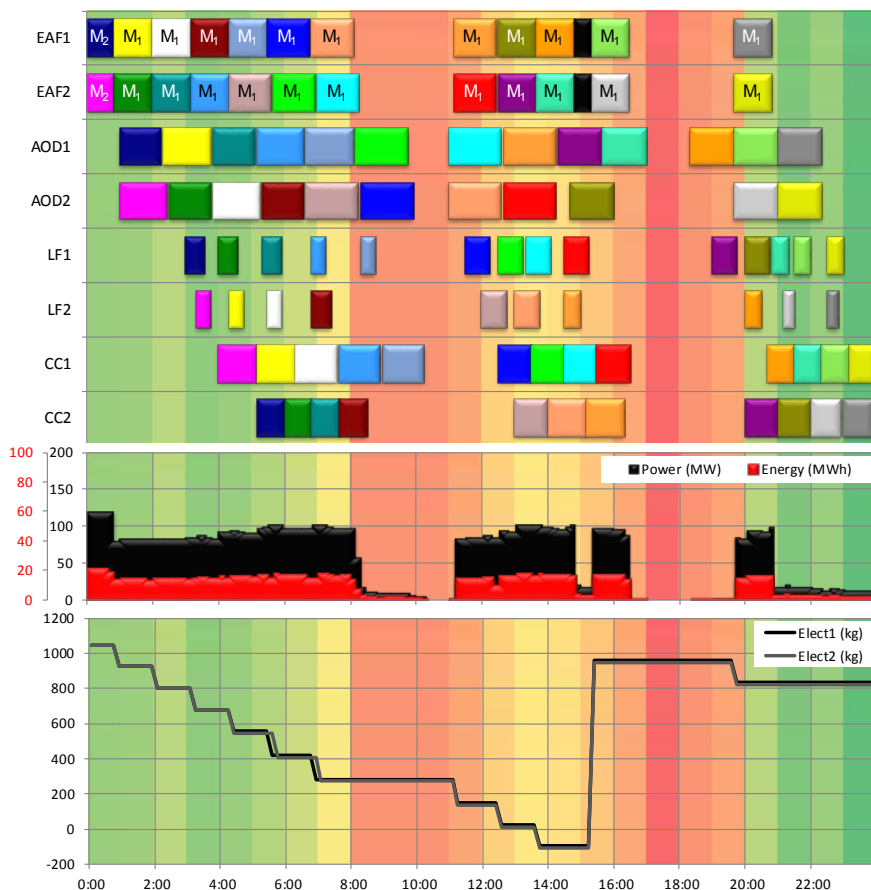 EAF1 M2 M1 M1 M1 M1 M1 M1 M1 M1 M1 M1 M1
EAF2 M2 M1 M1 M1 M1 M1 M1 M1 M1 M1 M1 M1
AOD1
AOD2
LF1
LF2
CC1
CC2
100 200
Power (MW) Energy (MWh)
80
150
60
100
40
50
20
0 0
1200
Elect1 (kg)
1000
Elect2 (kg)
800
600
400
200
0
-200
0:00 2:00 4:00 6:00 8:00 10:00 12:00 14:00 16:00 18:00 20:00 22:00